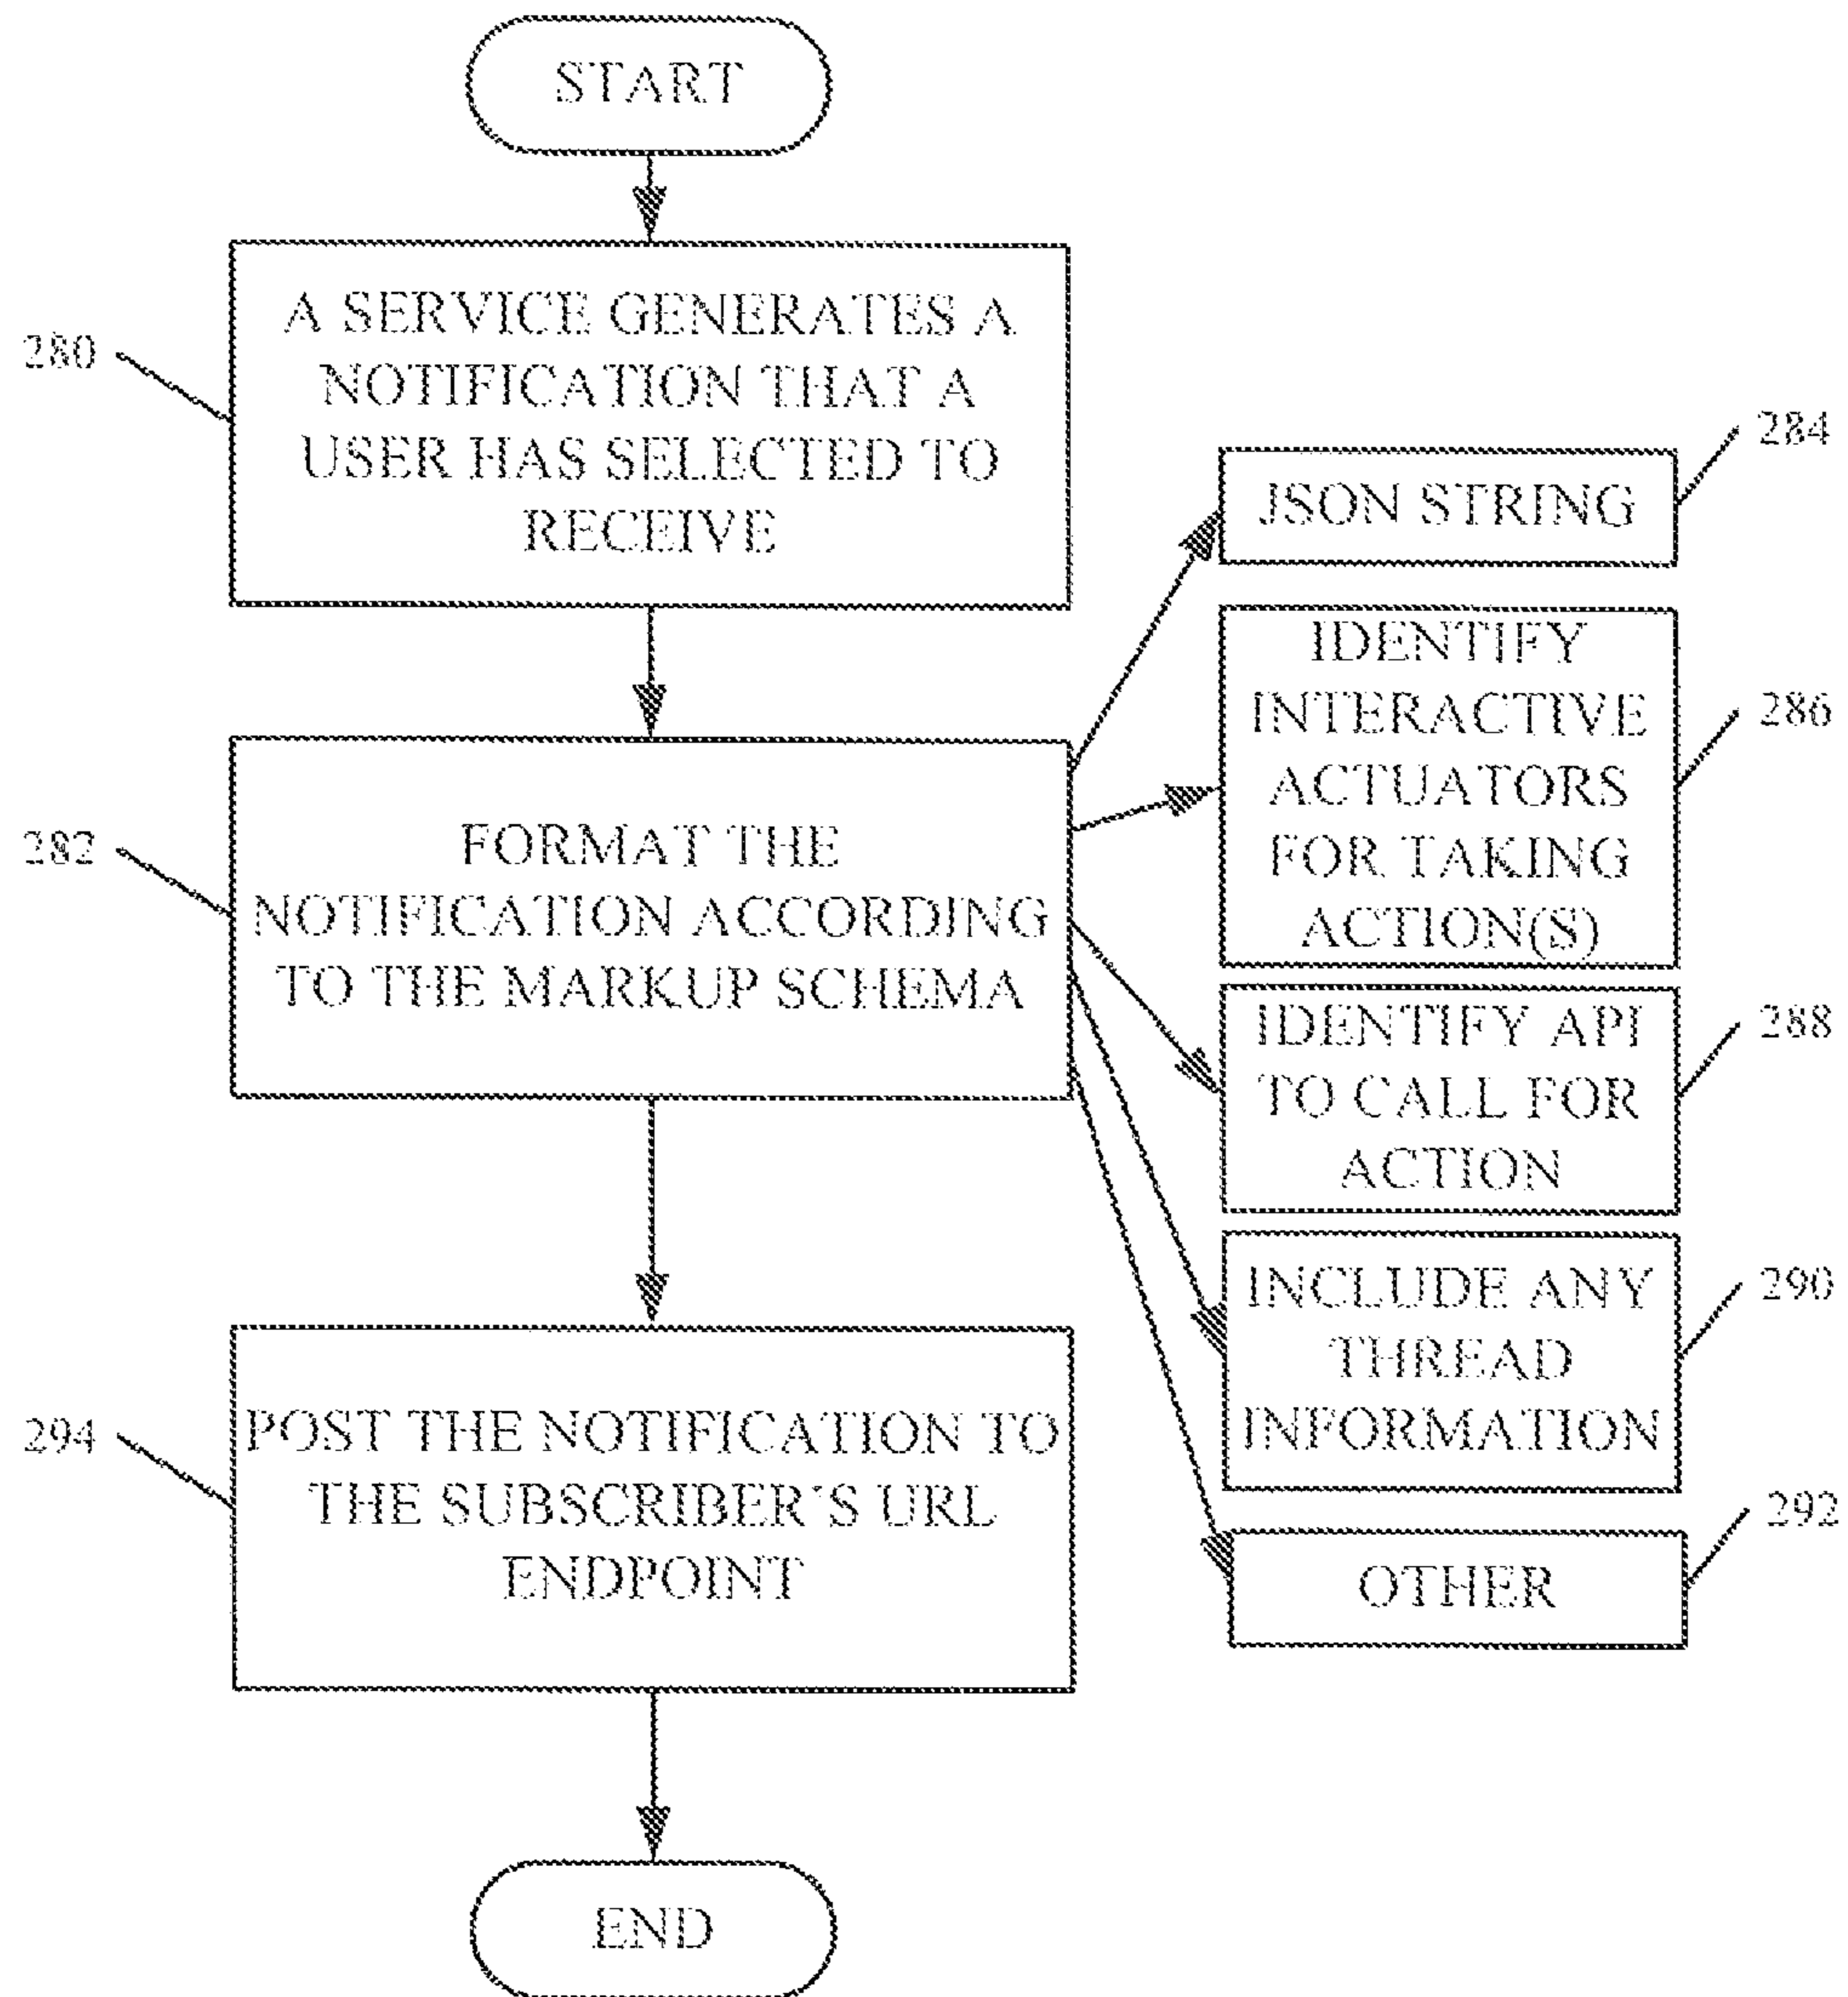 START
280
A SERVICE GENERATES A
NOTIFICATION THAT A
USER HAS SELECTED TO
RECEIVE
282
FORMAT THE
NOTIFICATION ACCORDING
TO THE MARKUP SCHEMA
284
JSON STRING
286
IDENTIFY
INTERACTIVE
ACTUATORS
FOR TAKING
ACTION(S)
288
IDENTIFY API
TO CALL FOR
ACTION
290
INCLUDE ANY
THREAD
INFORMATION
292
OTHER
294
POST THE NOTIFICATION TO
THE SUBSCRIBER'S URL
ENDPOINT
END